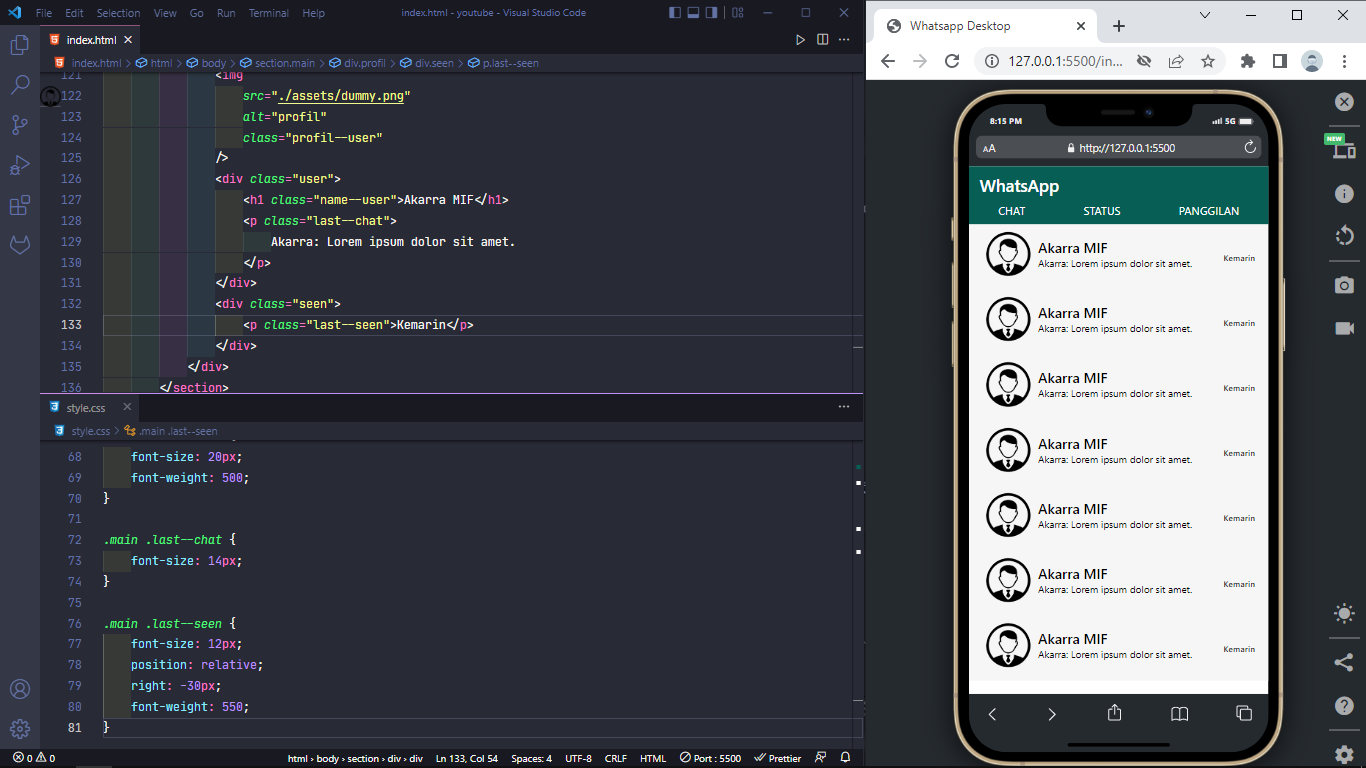 File Edit Selection View Go Run Terminal Help
index.html - youtube - Visual Studio Code
index.html
index.html > html > body > section.main > div.profil > div.seen > p.last--seen
121 <img
122 src="./assets/dummy.png"
123 alt="profil"
124 class="profil--user"
125 />
126 <div class="user">
127 <h1 class="name--user">Akarra MIF</h1>
128 <p class="last--chat">
129 Akarra: Lorem ipsum dolor sit amet.
130 </p>
131 </div>
132 <div class="seen">
133 <p class="last--seen">Kemarin</p>
134 </div>
135 </div>
136 </section>
style.css
style.css > .main .last--seen
68 font-size: 20px;
69 font-weight: 500;
70 }
71
72 .main .last--chat {
73 font-size: 14px;
74 }
75
76 .main .last--seen {
77 font-size: 12px;
78 position: relative;
79 right: -30px;
80 font-weight: 550;
81 }
0 0
html > body > section > div > div
Ln 133, Col 54
Spaces: 4
UTF-8
CRLF
HTML
Port : 5500
Prettier
Whatsapp Desktop
127.0.0.1:5500/in...
NEW
8:15 PM
5G
AA
http://127.0.0.1:5500
WhatsApp
CHAT STATUS PANGGILAN
Akarra MIF
Akarra: Lorem ipsum dolor sit amet.
Kemarin
Akarra MIF
Akarra: Lorem ipsum dolor sit amet.
Kemarin
Akarra MIF
Akarra: Lorem ipsum dolor sit amet.
Kemarin
Akarra MIF
Akarra: Lorem ipsum dolor sit amet.
Kemarin
Akarra MIF
Akarra: Lorem ipsum dolor sit amet.
Kemarin
Akarra MIF
Akarra: Lorem ipsum dolor sit amet.
Kemarin
Akarra MIF
Akarra: Lorem ipsum dolor sit amet.
Kemarin